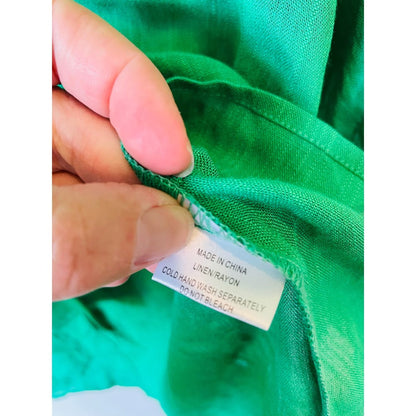 MADE IN CHINA
LINEN/RAYON
COLD HAND WASH SEPARATELY
DO NOT BLEACH.